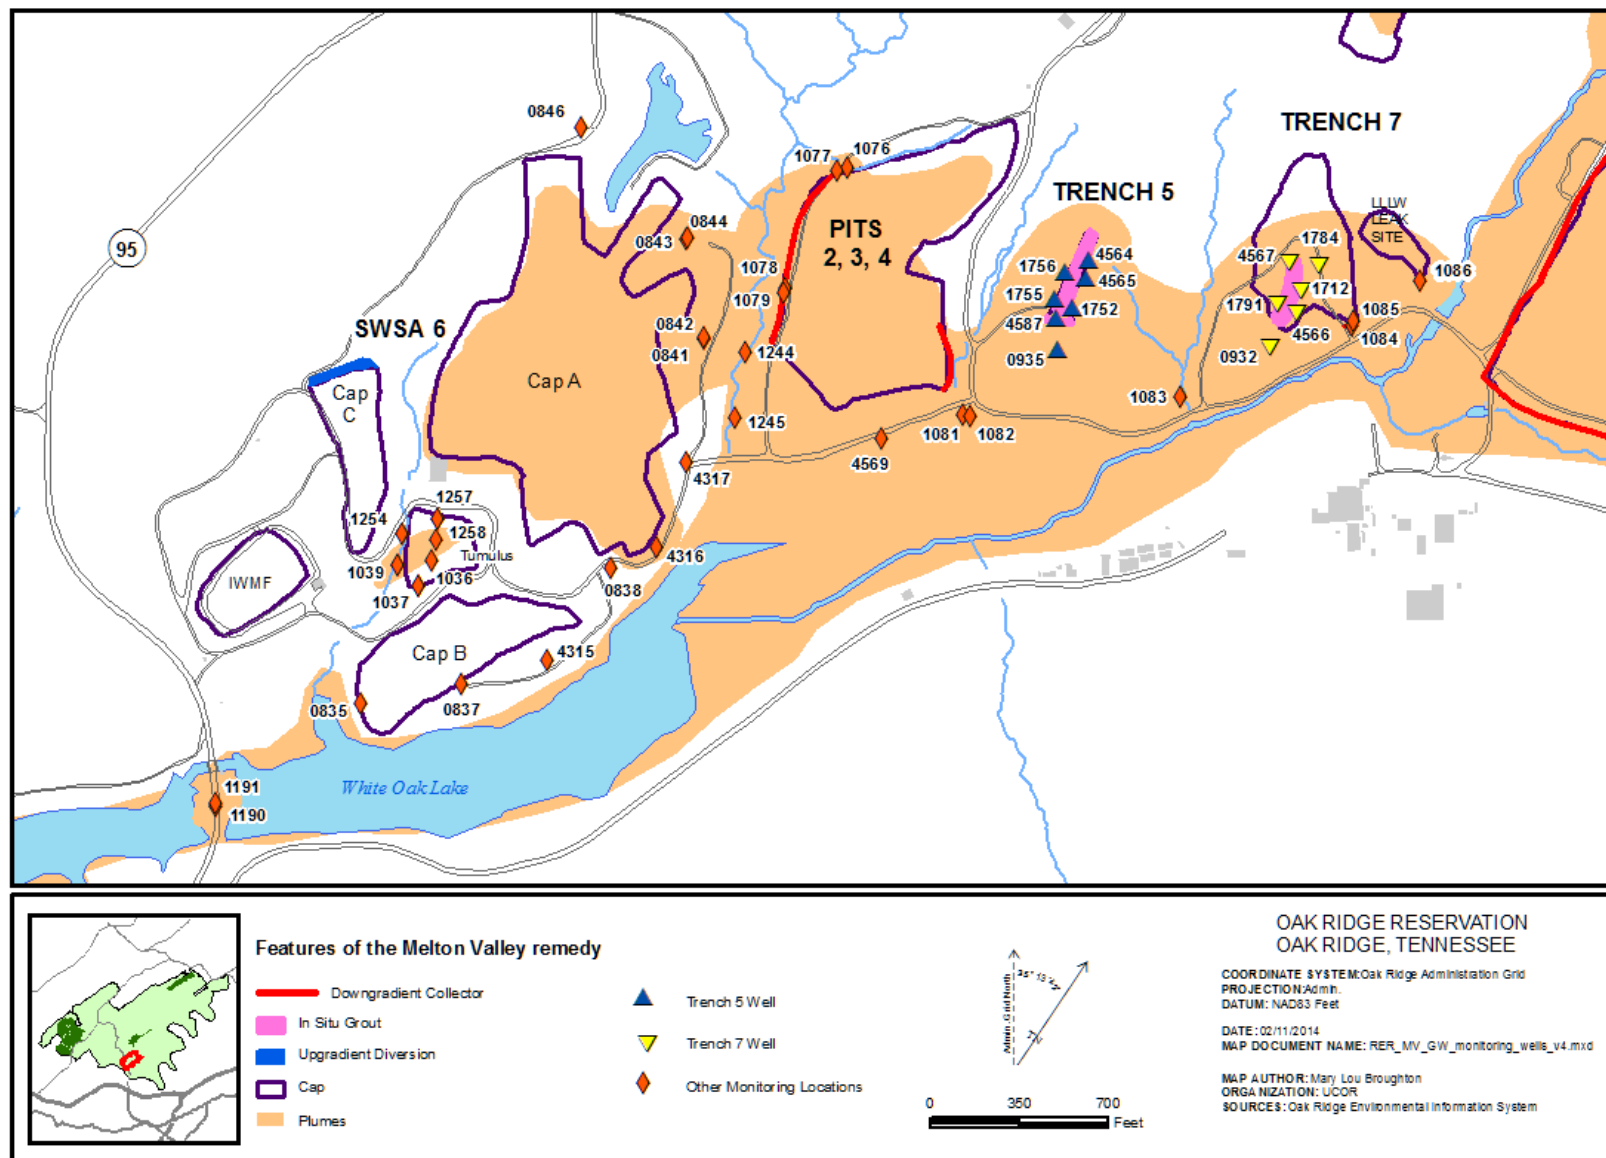 0846
TRENCH 7
1077
1076
TRENCH 5
LLLW
LEAK
SITE
95
0844
0843
PITS
2, 3, 4
1784
4567
4564
1756
4565
1078
1079
1086
1755
1752
1712
1791
SWSA 6
0842
0841
4587
1085
4566
1084
1244
0935
0932
Cap A
Cap
C
1083
1245
1081
1082
4569
4317
1257
1254
1258
Tumulus
4316
1039
1036
IWMF
1037
0838
Cap B
4315
0835
0837
White Oak Lake
1191
1190
Features of the Melton Valley remedy
Downgradient Collector
In Situ Grout
Upgradient Diversion
Cap
Plumes
Trench 5 Well
Trench 7 Well
Other Monitoring Locations
Admin. Grid North
N
0 350 700
Feet
OAK RIDGE RESERVATION
OAK RIDGE, TENNESSEE
COORDINATE SYSTEM:Oak Ridge Administration Grid
PROJECTION:Admin.
DATUM: NAD83 Feet
DATE: 02/11/2014
MAP DOCUMENT NAME: RER_MV_GW_monitoring_wells_v4.mxd
MAP AUTHOR: Mary Lou Broughton
ORGANIZATION: UCOR
SOURCES: Oak Ridge Environmental Information System